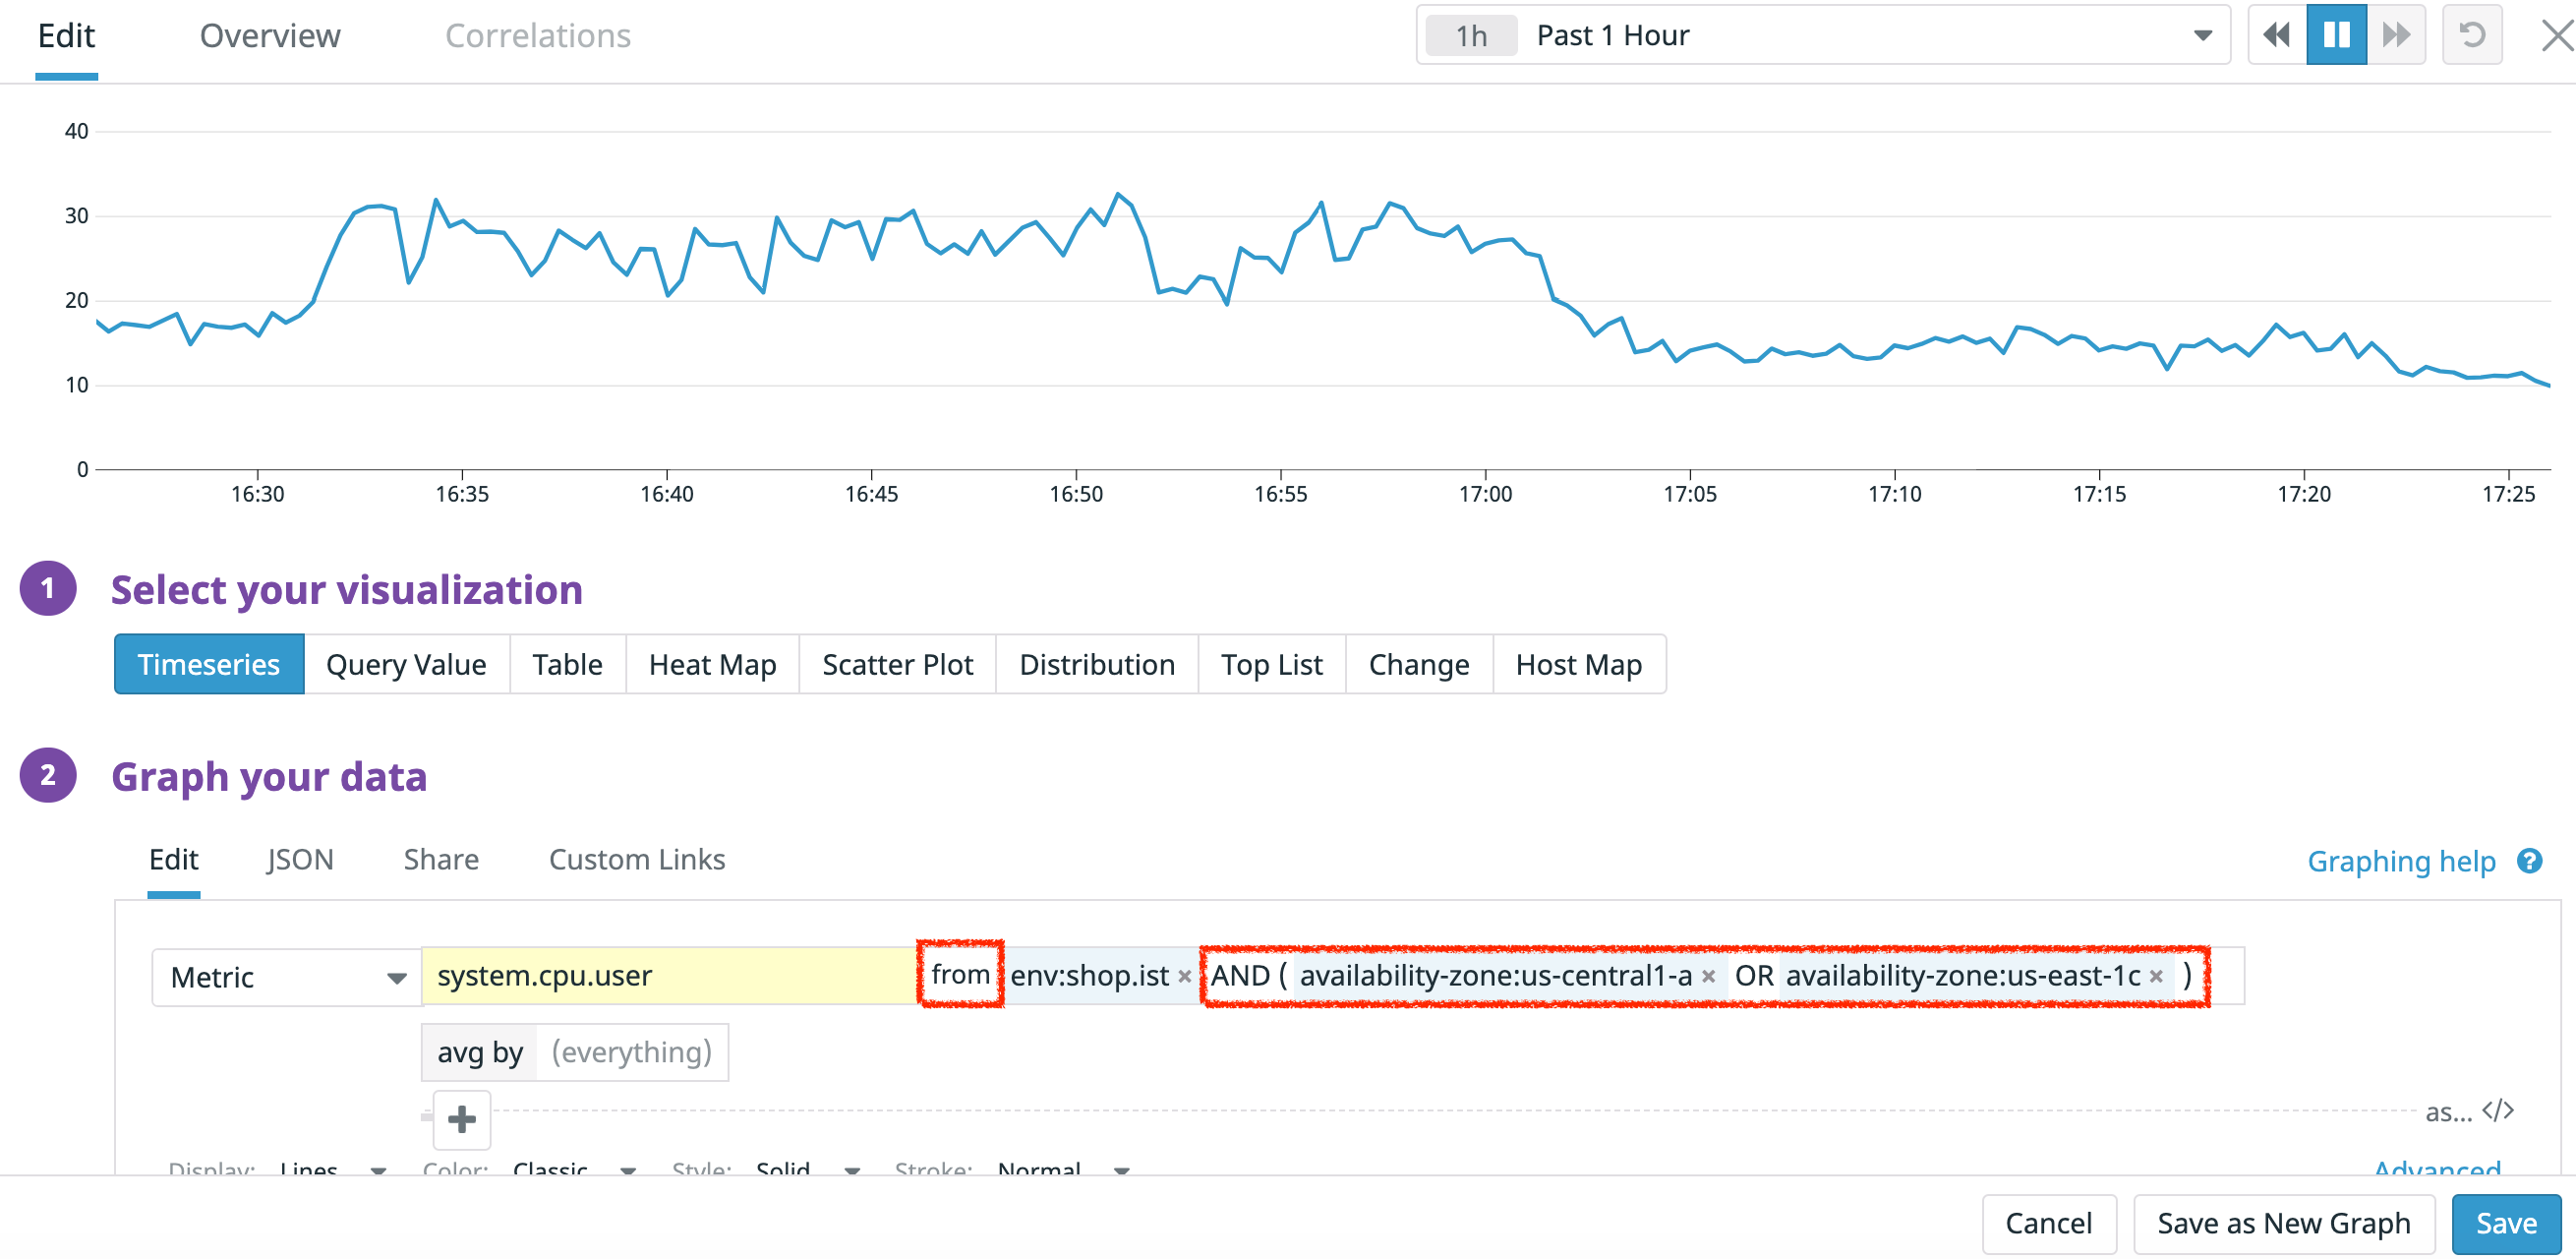 Edit Overview Correlations 1h Past 1 Hour
40
30
20
10
0
16:30 16:35 16:40 16:45 16:50 16:55 17:00 17:05 17:10 17:15 17:20 17:25
1 Select your visualization
Timeseries Query Value Table Heat Map Scatter Plot Distribution Top List Change Host Map
2 Graph your data
Edit JSON Share Custom Links Graphing help ?
Metric system.cpu.user from env:shop.ist × AND ( availability-zone:us-central1-a × OR availability-zone:us-east-1c × )
avg by (everything)
+ as... </>
Display: Lines Color: Classic Style: Solid Stroke: Normal Advanced
Cancel Save as New Graph Save